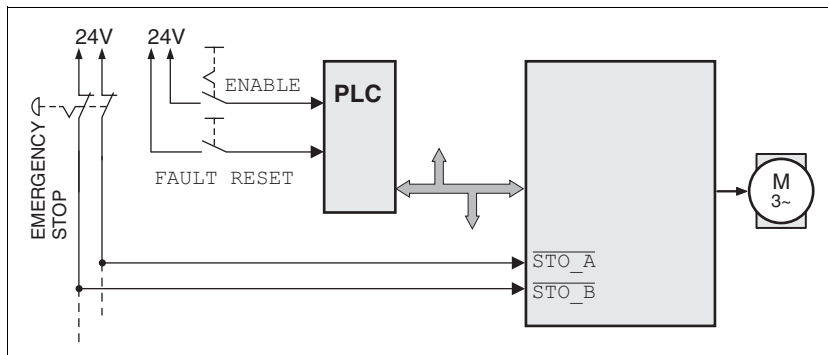 24V 24V
ENABLE
PLC
FAULT RESET
EMERGENCY
STOP
M
3~
STO_A
STO_B